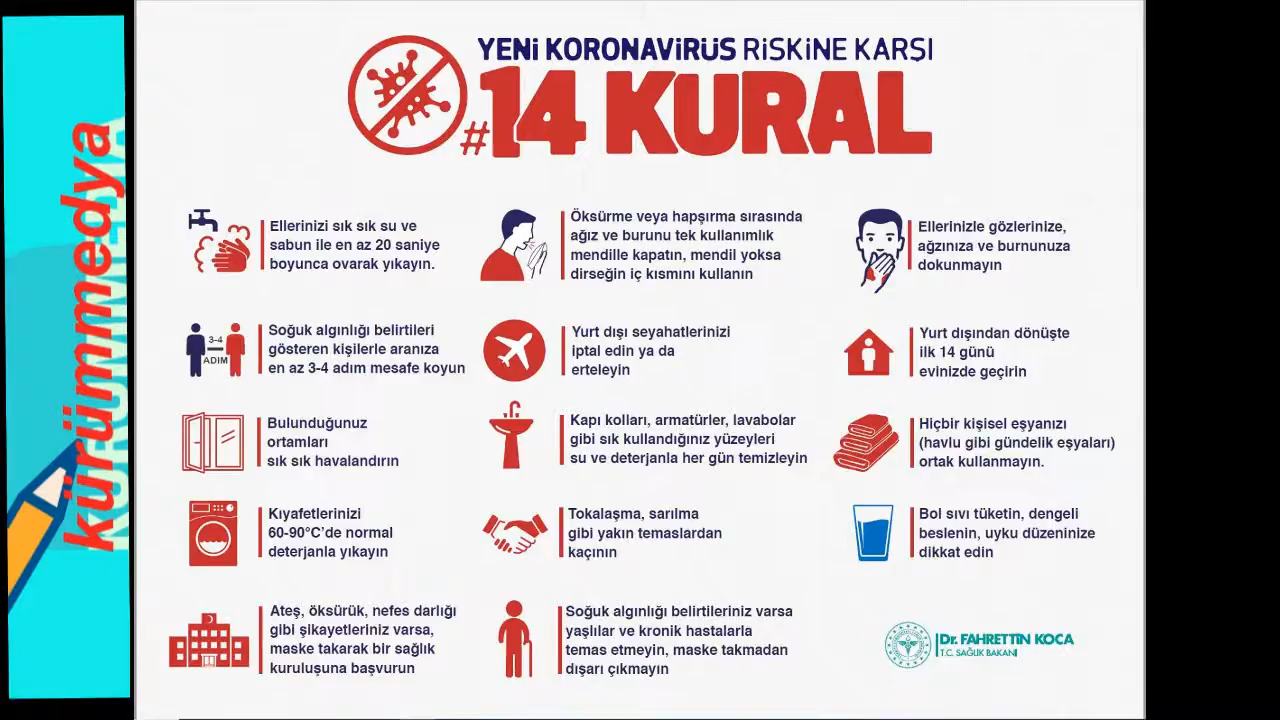 kürümmedya
YENİ KORONAVİRÜS RİSKİNE KARŞI
#14 KURAL
Ellerinizi sık sık su ve
sabun ile en az 20 saniye
boyunca ovarak yıkayın.
Öksürme veya hapşırma sırasında
ağız ve burunu tek kullanımlık
mendille kapatın, mendil yoksa
dirseğin iç kısmını kullanın
Ellerinizle gözlerinize,
ağzınıza ve burnunuza
dokunmayın
3-4
ADIM
Soğuk algınlığı belirtileri
gösteren kişilerle aranıza
en az 3-4 adım mesafe koyun
Yurt dışı seyahatlerinizi
iptal edin ya da
erteleyin
Yurt dışından dönüşte
ilk 14 günü
evinizde geçirin
Bulunduğunuz
ortamları
sık sık havalandırın
Kapı kolları, armatürler, lavabolar
gibi sık kullandığınız yüzeyleri
su ve deterjanla her gün temizleyin
Hiçbir kişisel eşyanızı
(havlu gibi gündelik eşyaları)
ortak kullanmayın.
Kıyafetlerinizi
60-90°C'de normal
deterjanla yıkayın
Tokalaşma, sarılma
gibi yakın temaslardan
kaçının
Bol sıvı tüketin, dengeli
beslenin, uyku düzeninize
dikkat edin
Ateş, öksürük, nefes darlığı
gibi şikayetleriniz varsa,
maske takarak bir sağlık
kuruluşuna başvurun
Soğuk algınlığı belirtileriniz varsa
yaşlılar ve kronik hastalarla
temas etmeyin, maske takmadan
dışarı çıkmayın
Dr. FAHRETTİN KOCA
T.C. SAĞLIK BAKANI